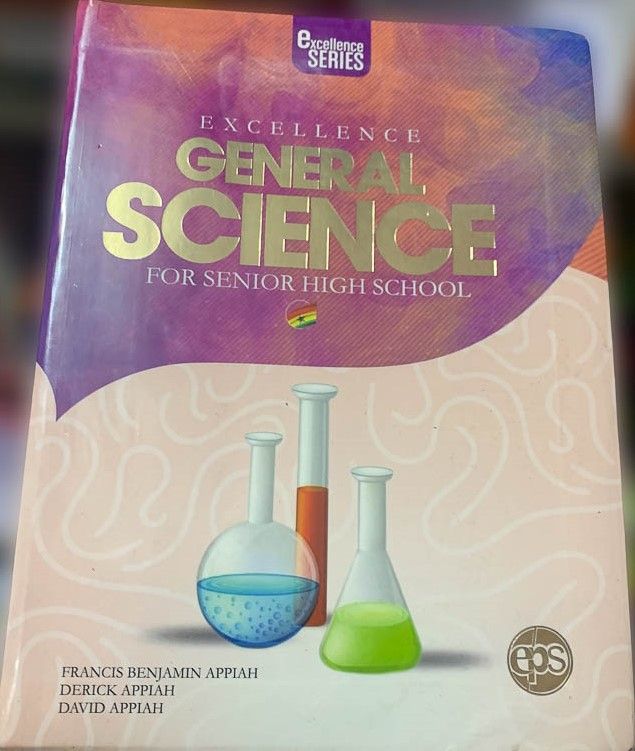 excellence
SERIES
EXCELLENCE
GENERAL
SCIENCE
FOR SENIOR HIGH SCHOOL
FRANCIS BENJAMIN APPIAH
DERICK APPIAH
DAVID APPIAH
eps